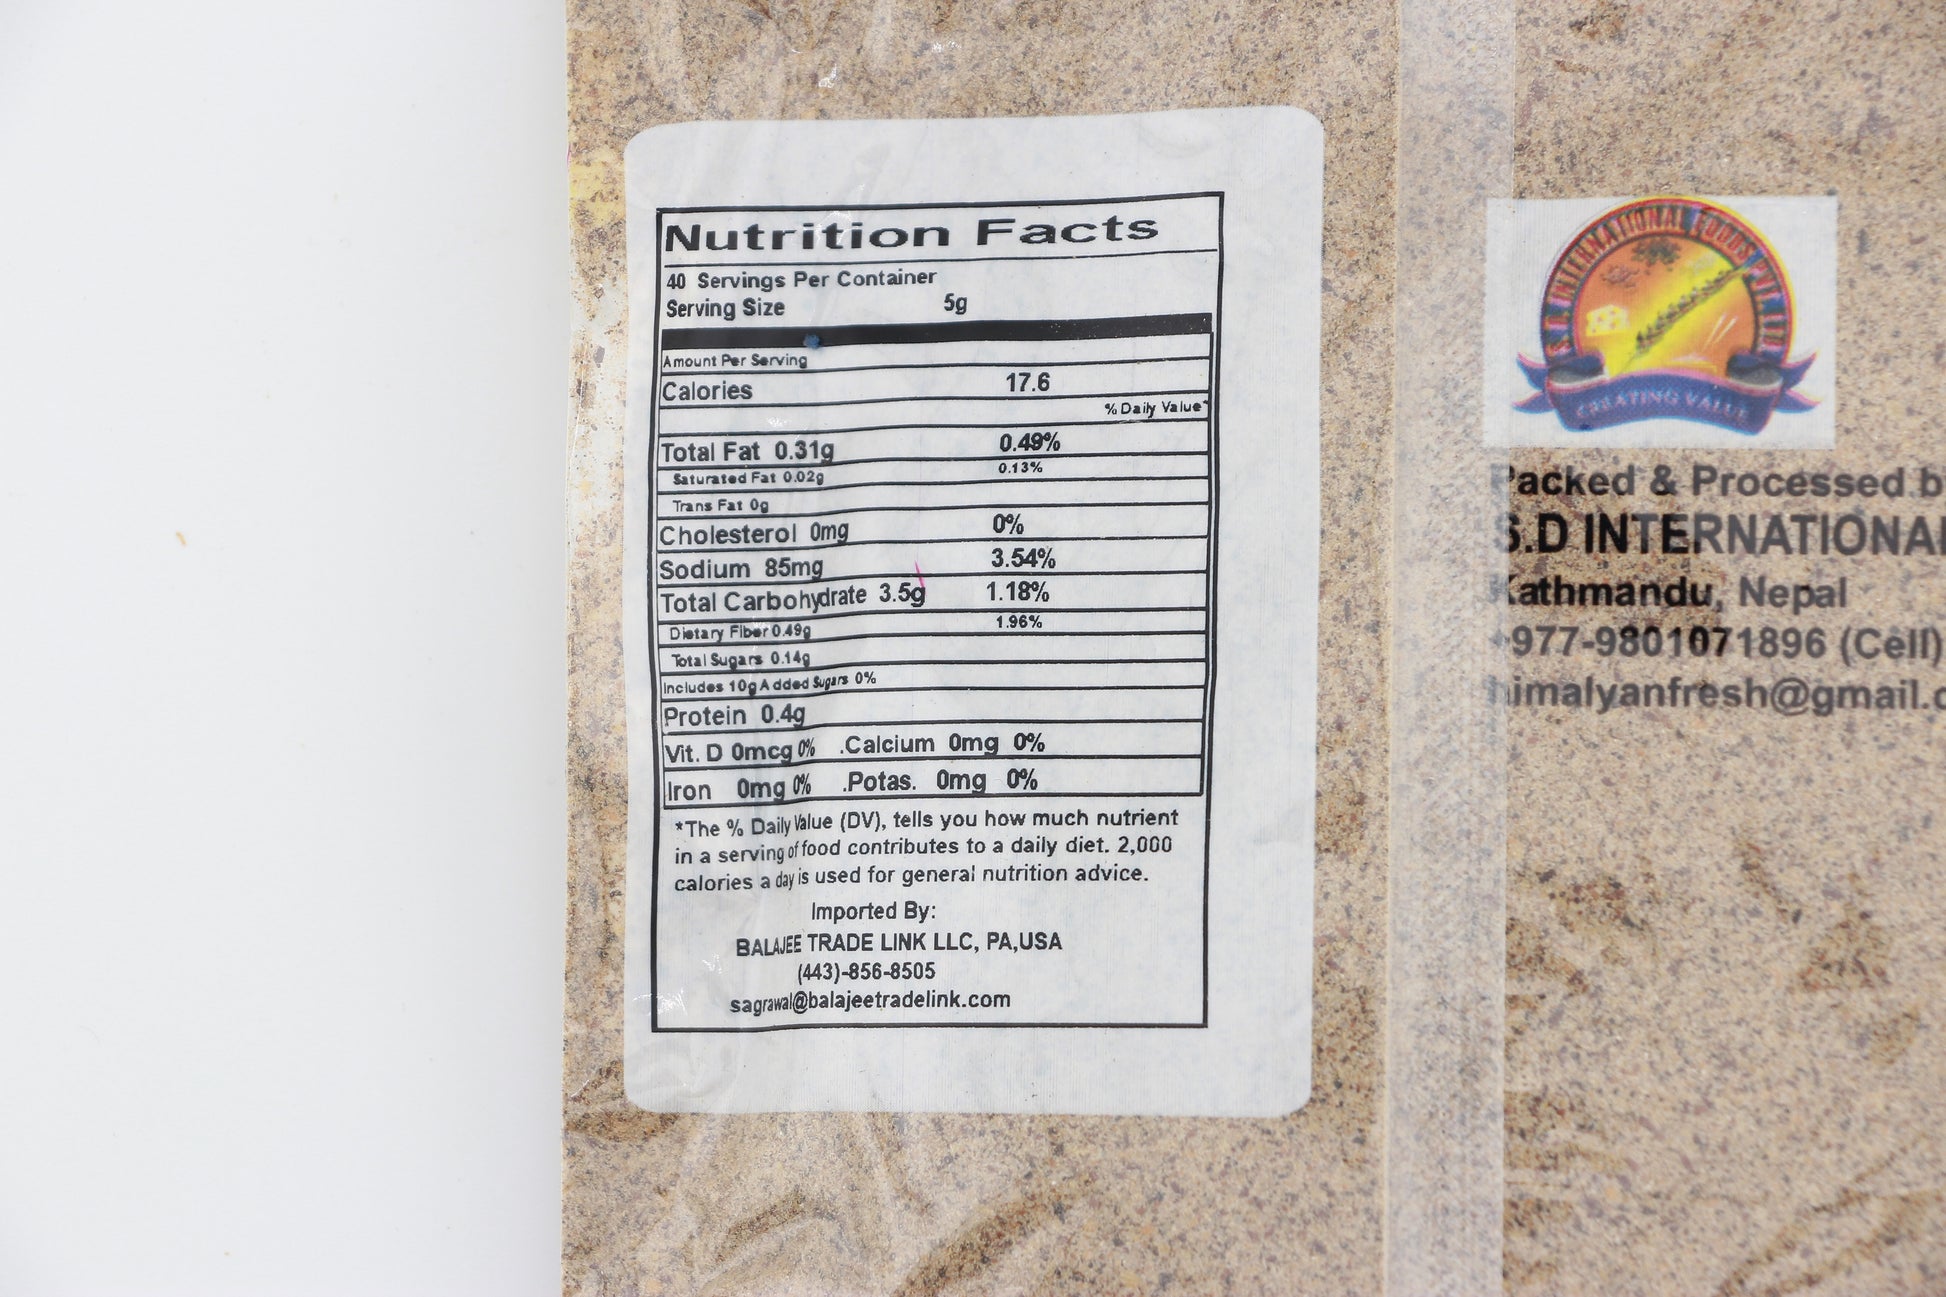 Nutrition Facts
40 Servings Per Container
Serving Size 5g
Amount Per Serving
Calories 17.6
% Daily Value*
Total Fat 0.31g 0.49%
Saturated Fat 0.02g 0.13%
Trans Fat 0g
Cholesterol 0mg 0%
Sodium 85mg 3.54%
Total Carbohydrate 3.5g 1.18%
Dietary Fiber 0.49g 1.96%
Total Sugars 0.14g
Includes 10g Added Sugars 0%
Protein 0.4g
Vit. D 0mcg 0% .Calcium 0mg 0%
Iron 0mg 0% .Potas. 0mg 0%
*The % Daily Value (DV), tells you how much nutrient
in a serving of food contributes to a daily diet. 2,000
calories a day is used for general nutrition advice.
Imported By:
BALAJEE TRADE LINK LLC, PA,USA
(443)-856-8505
sagrawal@balajeetradelink.com
S.D. INTERNATIONAL FOODS PVT. LTD.
CREATING VALUE
Packed & Processed b
S.D INTERNATIONAL
Kathmandu, Nepal
+977-9801071896 (Cell)
himalyanfresh@gmail.c